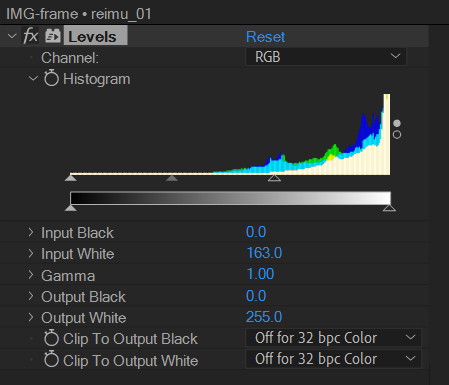 IMG-frame • reimu_01
fx Levels Reset
Channel: RGB
Histogram
Input Black 0.0
Input White 163.0
Gamma 1.00
Output Black 0.0
Output White 255.0
Clip To Output Black Off for 32 bpc Color
Clip To Output White Off for 32 bpc Color